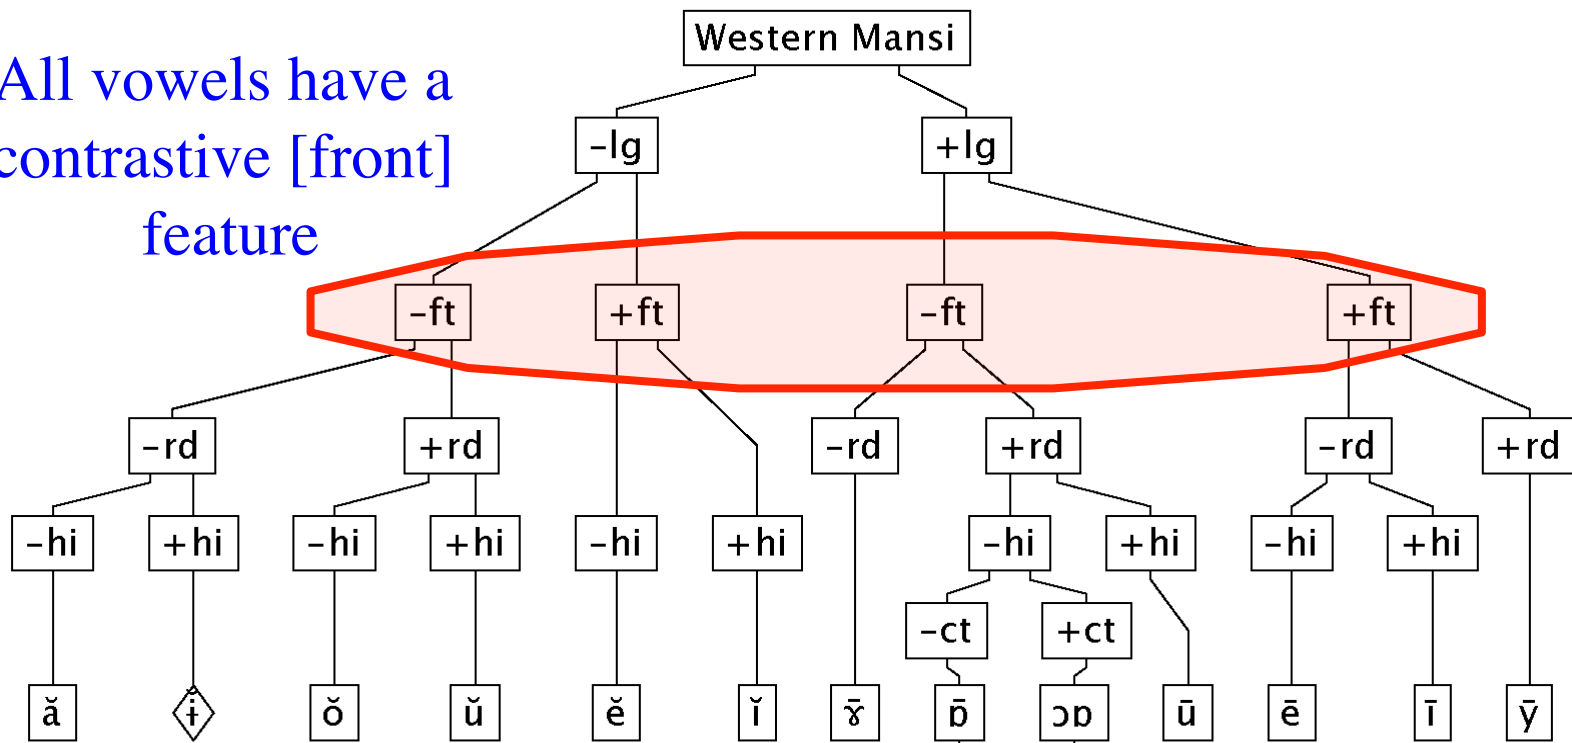 Western Mansi
All vowels have a
contrastive [front]
feature
–lg +lg
–ft +ft –ft +ft
–rd +rd –rd +rd –rd +rd
–hi +hi –hi +hi –hi +hi –hi +hi –hi +hi
–ct +ct
ă ɨ̆ ŏ ŭ ĕ ĭ ɤ̄ ɒ̄ ɔɒ ū ē ī ȳ